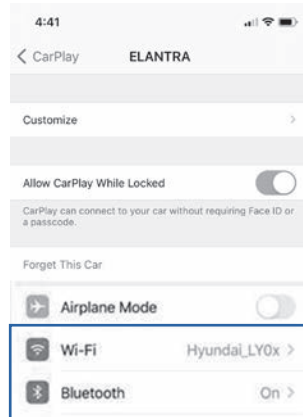 4:41
CarPlay ELANTRA
Customize
Allow CarPlay While Locked
CarPlay can connect to your car without requiring Face ID or
a passcode.
Forget This Car
Airplane Mode
Wi-Fi Hyundai_LY0x
Bluetooth On